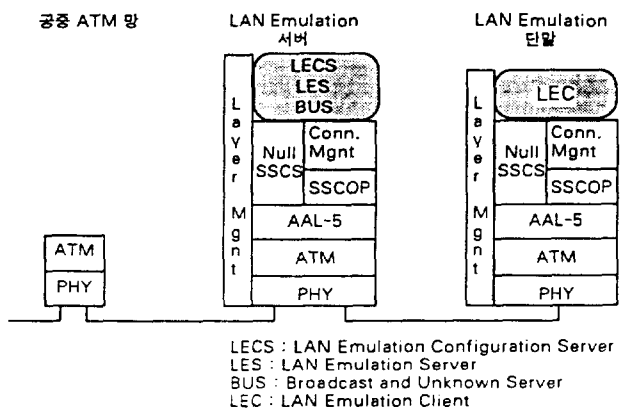 공중 ATM 망
LAN Emulation
서버
LAN Emulation
단말
ATM
PHY
Layer Mgnt
LECS
LES
BUS
Null
SSCS
Conn.
Mgnt
SSCOP
AAL-5
ATM
PHY
Layer Mgnt
LEC
Null
SSCS
Conn.
Mgnt
SSCOP
AAL-5
ATM
PHY
LECS : LAN Emulation Configuration Server
LES : LAN Emulation Server
BUS : Broadcast and Unknown Server
LEC : LAN Emulation Client